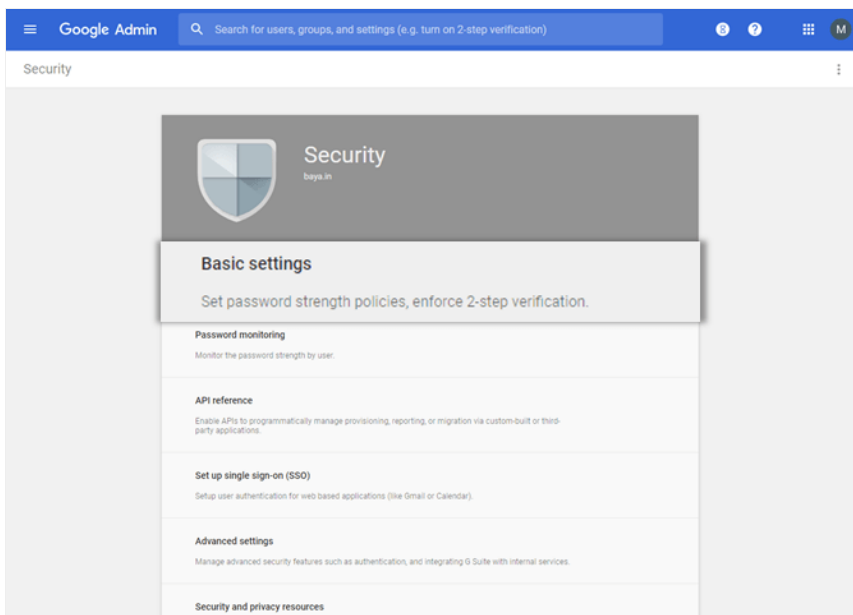 Google Admin
Search for users, groups, and settings (e.g. turn on 2-step verification)
8
?
M
Security
Security
baya.in
Basic settings
Set password strength policies, enforce 2-step verification.
Password monitoring
Monitor the password strength by user.
API reference
Enable APIs to programmatically manage provisioning, reporting, or migration via custom-built or third-
party applications.
Set up single sign-on (SSO)
Setup user authentication for web based applications (like Gmail or Calendar).
Advanced settings
Manage advanced security features such as authentication, and integrating G Suite with internal services.
Security and privacy resources